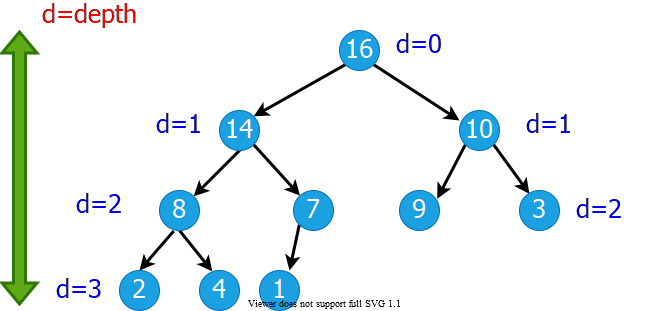 d=depth
16 d=0
d=1 14 10 d=1
d=2 8 7 9 3 d=2
d=3 2 4 1
Viewer does not support full SVG 1.1